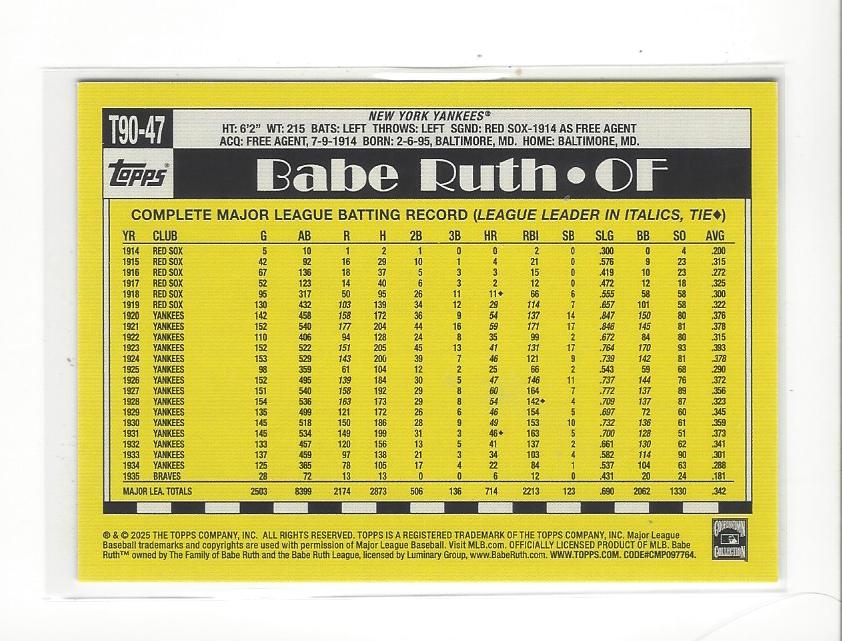 T90-47
NEW YORK YANKEES®
HT: 6'2" WT: 215 BATS: LEFT THROWS: LEFT SGND: RED SOX-1914 AS FREE AGENT
ACQ: FREE AGENT, 7-9-1914 BORN: 2-6-95, BALTIMORE, MD. HOME: BALTIMORE, MD.
topps® Babe Ruth • OF
COMPLETE MAJOR LEAGUE BATTING RECORD (LEAGUE LEADER IN ITALICS, TIE♦)
YR CLUB G AB R H 2B 3B HR RBI SB SLG BB SO AVG
1914 RED SOX 5 10 1 2 1 0 0 2 0 .300 0 4 .200
1915 RED SOX 42 92 16 29 10 1 4 21 0 .576 9 23 .315
1916 RED SOX 67 136 18 37 5 3 3 15 0 .419 10 23 .272
1917 RED SOX 52 123 14 40 6 3 2 12 0 .472 12 18 .325
1918 RED SOX 95 317 50 95 26 11 11♦ 66 6 .555 58 58 .300
1919 RED SOX 130 432 103 139 34 12 29 114 7 .657 101 58 .322
1920 YANKEES 142 458 158 172 36 9 54 137 14 .847 150 80 .376
1921 YANKEES 152 540 177 204 44 16 59 171 17 .846 145 81 .378
1922 YANKEES 110 406 94 128 24 8 35 99 2 .672 84 80 .315
1923 YANKEES 152 522 151 205 45 13 41 131 17 .764 170 93 .393
1924 YANKEES 153 529 143 200 39 7 46 121 9 .739 142 81 .378
1925 YANKEES 98 359 61 104 12 2 25 66 2 .543 59 68 .290
1926 YANKEES 152 495 139 184 30 5 47 146 11 .737 144 76 .372
1927 YANKEES 151 540 158 192 29 8 60 164 7 .772 137 89 .356
1928 YANKEES 154 536 163 173 29 8 54 142♦ 4 .709 137 87 .323
1929 YANKEES 135 499 121 172 26 6 46 154 5 .697 72 60 .345
1930 YANKEES 145 518 150 186 28 9 49 153 10 .732 136 61 .359
1931 YANKEES 145 534 149 199 31 3 46♦ 163 5 .700 128 51 .373
1932 YANKEES 133 457 120 156 13 5 41 137 2 .661 130 62 .341
1933 YANKEES 137 459 97 138 21 3 34 103 4 .582 114 90 .301
1934 YANKEES 125 365 78 105 17 4 22 84 1 .537 104 63 .288
1935 BRAVES 28 72 13 13 0 0 6 12 0 .431 20 24 .181
MAJOR LEA. TOTALS 2503 8399 2174 2873 506 136 714 2213 123 .690 2062 1330 .342
® & © 2025 THE TOPPS COMPANY, INC. ALL RIGHTS RESERVED. TOPPS IS A REGISTERED TRADEMARK OF THE TOPPS COMPANY, INC. Major League
Baseball trademarks and copyrights are used with permission of Major League Baseball. Visit MLB.com. OFFICIALLY LICENSED PRODUCT OF MLB. Babe
Ruth™ owned by The Family of Babe Ruth and the Babe Ruth League, licensed by Luminary Group, www.BabeRuth.com. WWW.TOPPS.COM. CODE#CMP097764.
COOPERSTOWN
COLLECTION